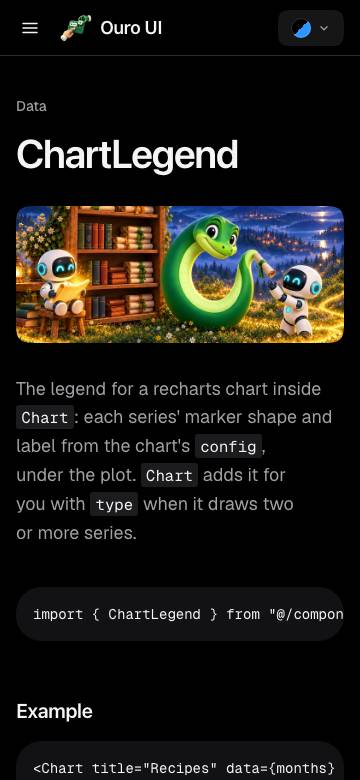 Ouro UI
Data
ChartLegend
The legend for a recharts chart inside
Chart: each series' marker shape and
label from the chart's config,
under the plot. Chart adds it for
you with type when it draws two
or more series.
import { ChartLegend } from "@/compon
Example
<Chart title="Recipes" data={months}